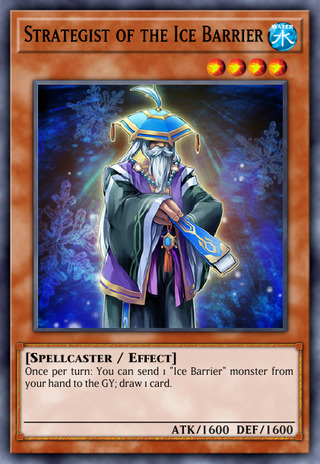 Strategist of the Ice Barrier
WATER
水
[Spellcaster / Effect]
Once per turn: You can send 1 "Ice Barrier" monster from
your hand to the GY; draw 1 card.
ATK/1600 DEF/1600